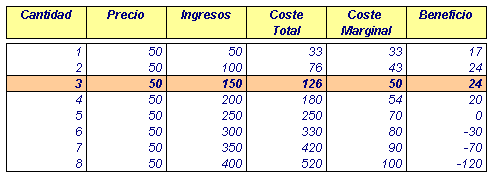 Cantidad Precio Ingresos Coste Total Coste Marginal Beneficio
1 50 50 33 33 17
2 50 100 76 43 24
3 50 150 126 50 24
4 50 200 180 54 20
5 50 250 250 70 0
6 50 300 330 80 -30
7 50 350 420 90 -70
8 50 400 520 100 -120